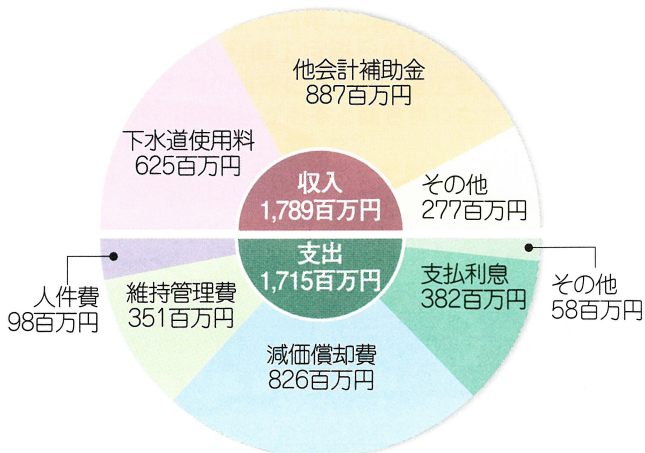 他会計補助金
887百万円
下水道使用料
625百万円
その他
277百万円
収入
1,789百万円
支出
1,715百万円
人件費
98百万円
維持管理費
351百万円
減価償却費
826百万円
支払利息
382百万円
その他
58百万円